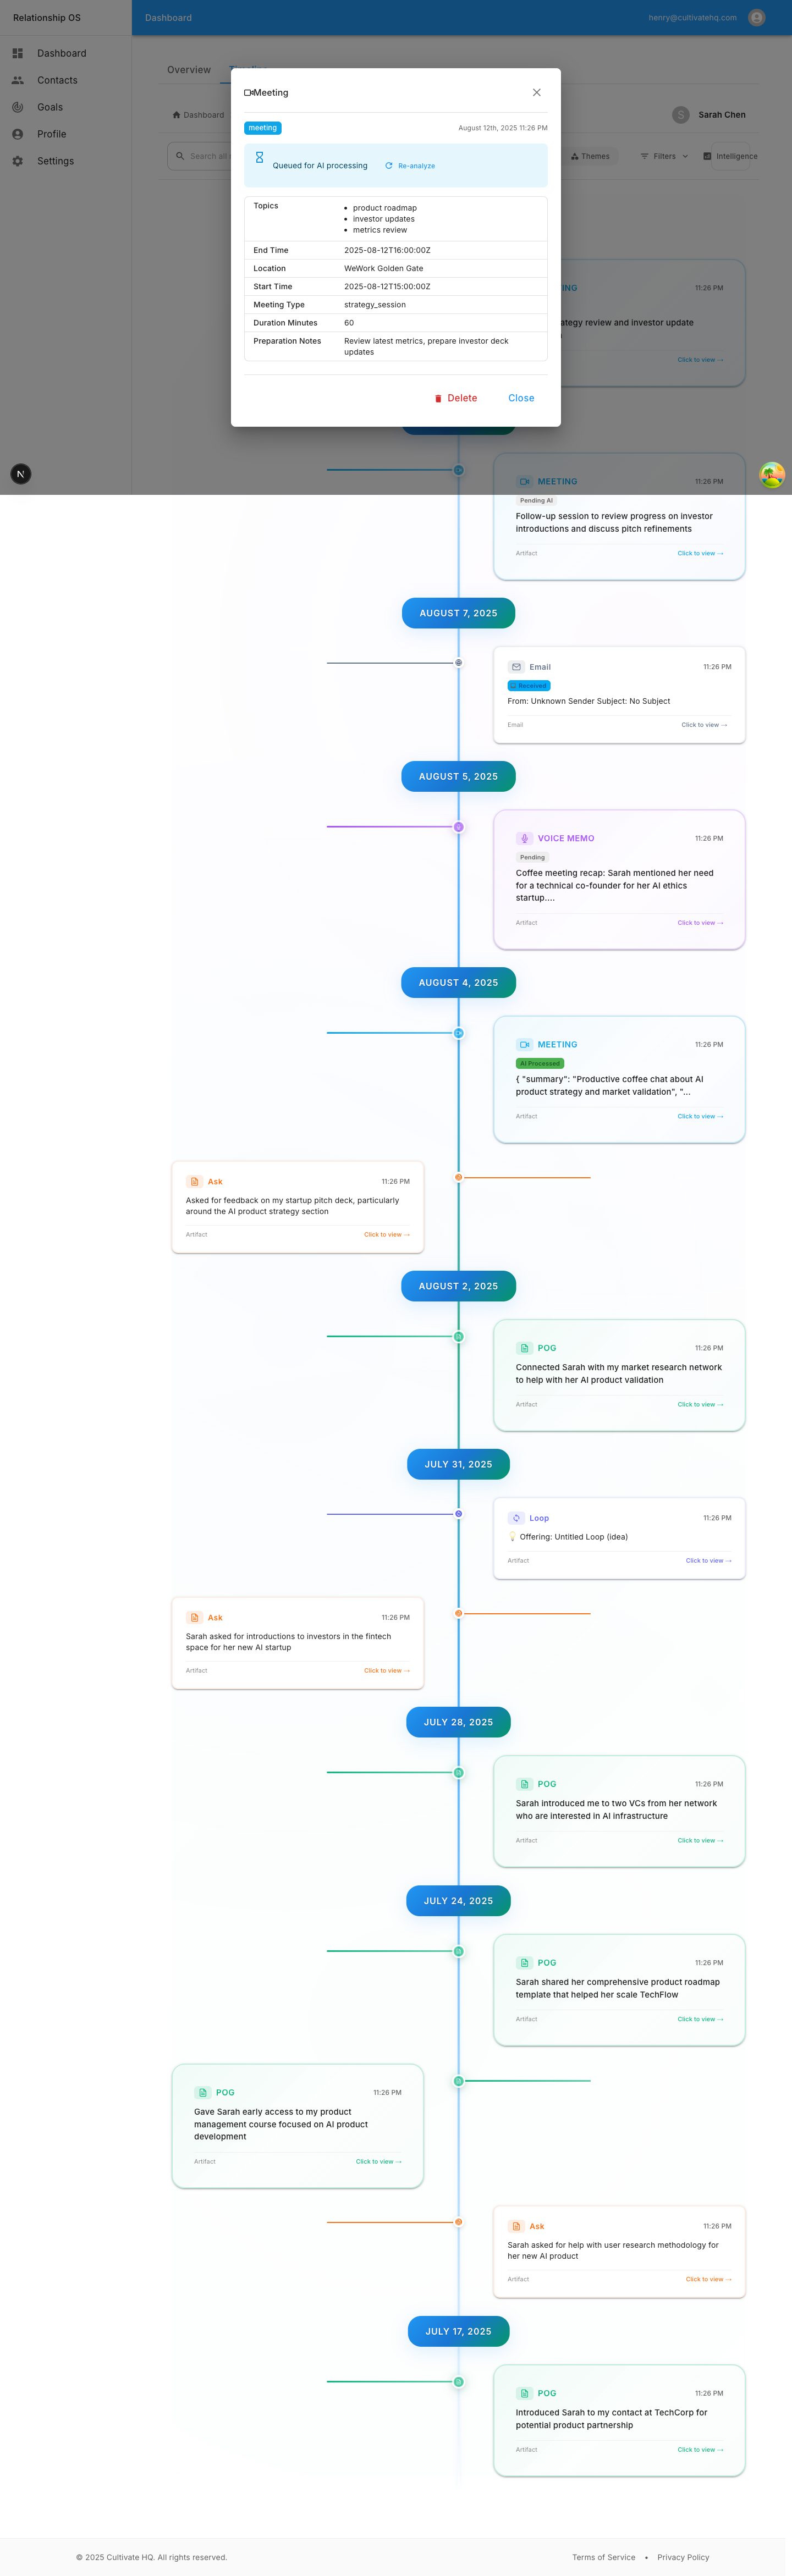 Relationship OS
Dashboard
henry@cultivatehq.com
Dashboard
Contacts
Goals
Profile
Settings
Overview
Dashboard
S
Sarah Chen
Search all
Themes
Filters
Intelligence
Meeting
meeting
August 12th, 2025 11:26 PM
Queued for AI processing
Re-analyze
Topics
• product roadmap
• investor updates
• metrics review
End Time
2025-08-12T16:00:00Z
Location
WeWork Golden Gate
Start Time
2025-08-12T15:00:00Z
Meeting Type
strategy_session
Duration Minutes
60
Preparation Notes
Review latest metrics, prepare investor deck
updates
Delete
Close
ING
11:26 PM
ategy review and investor update
Click to view →
N
MEETING
11:26 PM
Pending AI
Follow-up session to review progress on investor
introductions and discuss pitch refinements
Artifact
Click to view →
AUGUST 7, 2025
Email
11:26 PM
Received
From: Unknown Sender Subject: No Subject
Email
Click to view →
AUGUST 5, 2025
VOICE MEMO
11:26 PM
Pending
Coffee meeting recap: Sarah mentioned her need
for a technical co-founder for her AI ethics
startup....
Artifact
Click to view →
AUGUST 4, 2025
MEETING
11:26 PM
AI Processed
{ "summary": "Productive coffee chat about AI
product strategy and market validation", "...
Artifact
Click to view →
Ask
11:26 PM
Asked for feedback on my startup pitch deck, particularly
around the AI product strategy section
Artifact
Click to view →
AUGUST 2, 2025
POG
11:26 PM
Connected Sarah with my market research network
to help with her AI product validation
Artifact
Click to view →
JULY 31, 2025
Loop
11:26 PM
💡 Offering: Untitled Loop (idea)
Artifact
Click to view →
Ask
11:26 PM
Sarah asked for introductions to investors in the fintech
space for her new AI startup
Artifact
Click to view →
JULY 28, 2025
POG
11:26 PM
Sarah introduced me to two VCs from her network
who are interested in AI infrastructure
Artifact
Click to view →
JULY 24, 2025
POG
11:26 PM
Sarah shared her comprehensive product roadmap
template that helped her scale TechFlow
Artifact
Click to view →
POG
11:26 PM
Gave Sarah early access to my product
management course focused on AI product
development
Artifact
Click to view →
Ask
11:26 PM
Sarah asked for help with user research methodology for
her new AI product
Artifact
Click to view →
JULY 17, 2025
POG
11:26 PM
Introduced Sarah to my contact at TechCorp for
potential product partnership
Artifact
Click to view →
© 2025 Cultivate HQ. All rights reserved.
Terms of Service • Privacy Policy